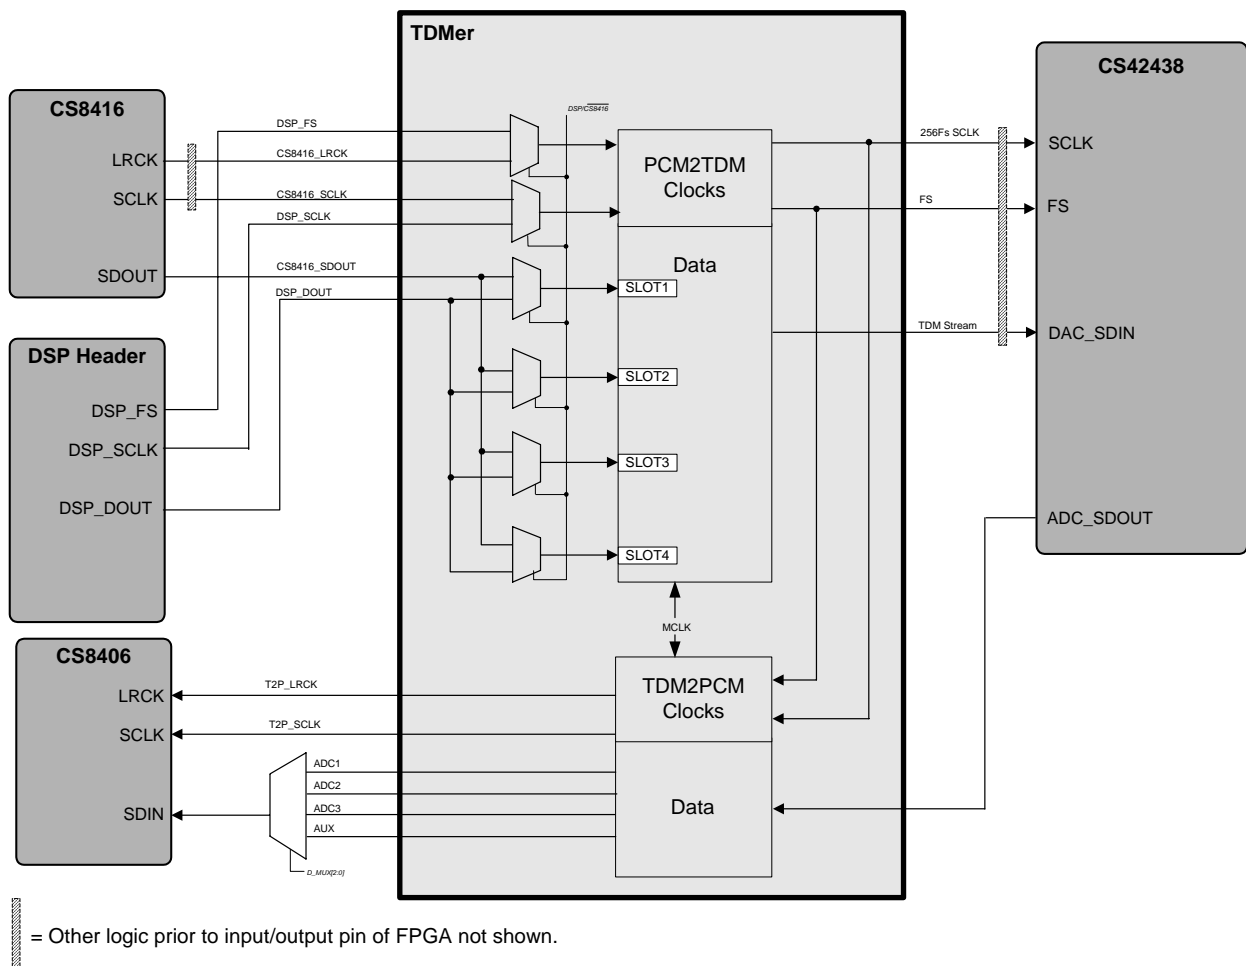 TDMer
CS8416
LRCK
SCLK
SDOUT
DSP Header
DSP_FS
DSP_SCLK
DSP_DOUT
CS8406
LRCK
SCLK
SDIN
DSP_FS
CS8416_LRCK
CS8416_SCLK
DSP_SCLK
CS8416_SDOUT
DSP_DOUT
DSP/CS8416
PCM2TDM
Clocks
Data
SLOT1
SLOT2
SLOT3
SLOT4
MCLK
TDM2PCM
Clocks
Data
T2P_LRCK
T2P_SCLK
ADC1
ADC2
ADC3
AUX
D_MUX[2:0]
256Fs SCLK
FS
TDM Stream
CS42438
SCLK
FS
DAC_SDIN
ADC_SDOUT
= Other logic prior to input/output pin of FPGA not shown.